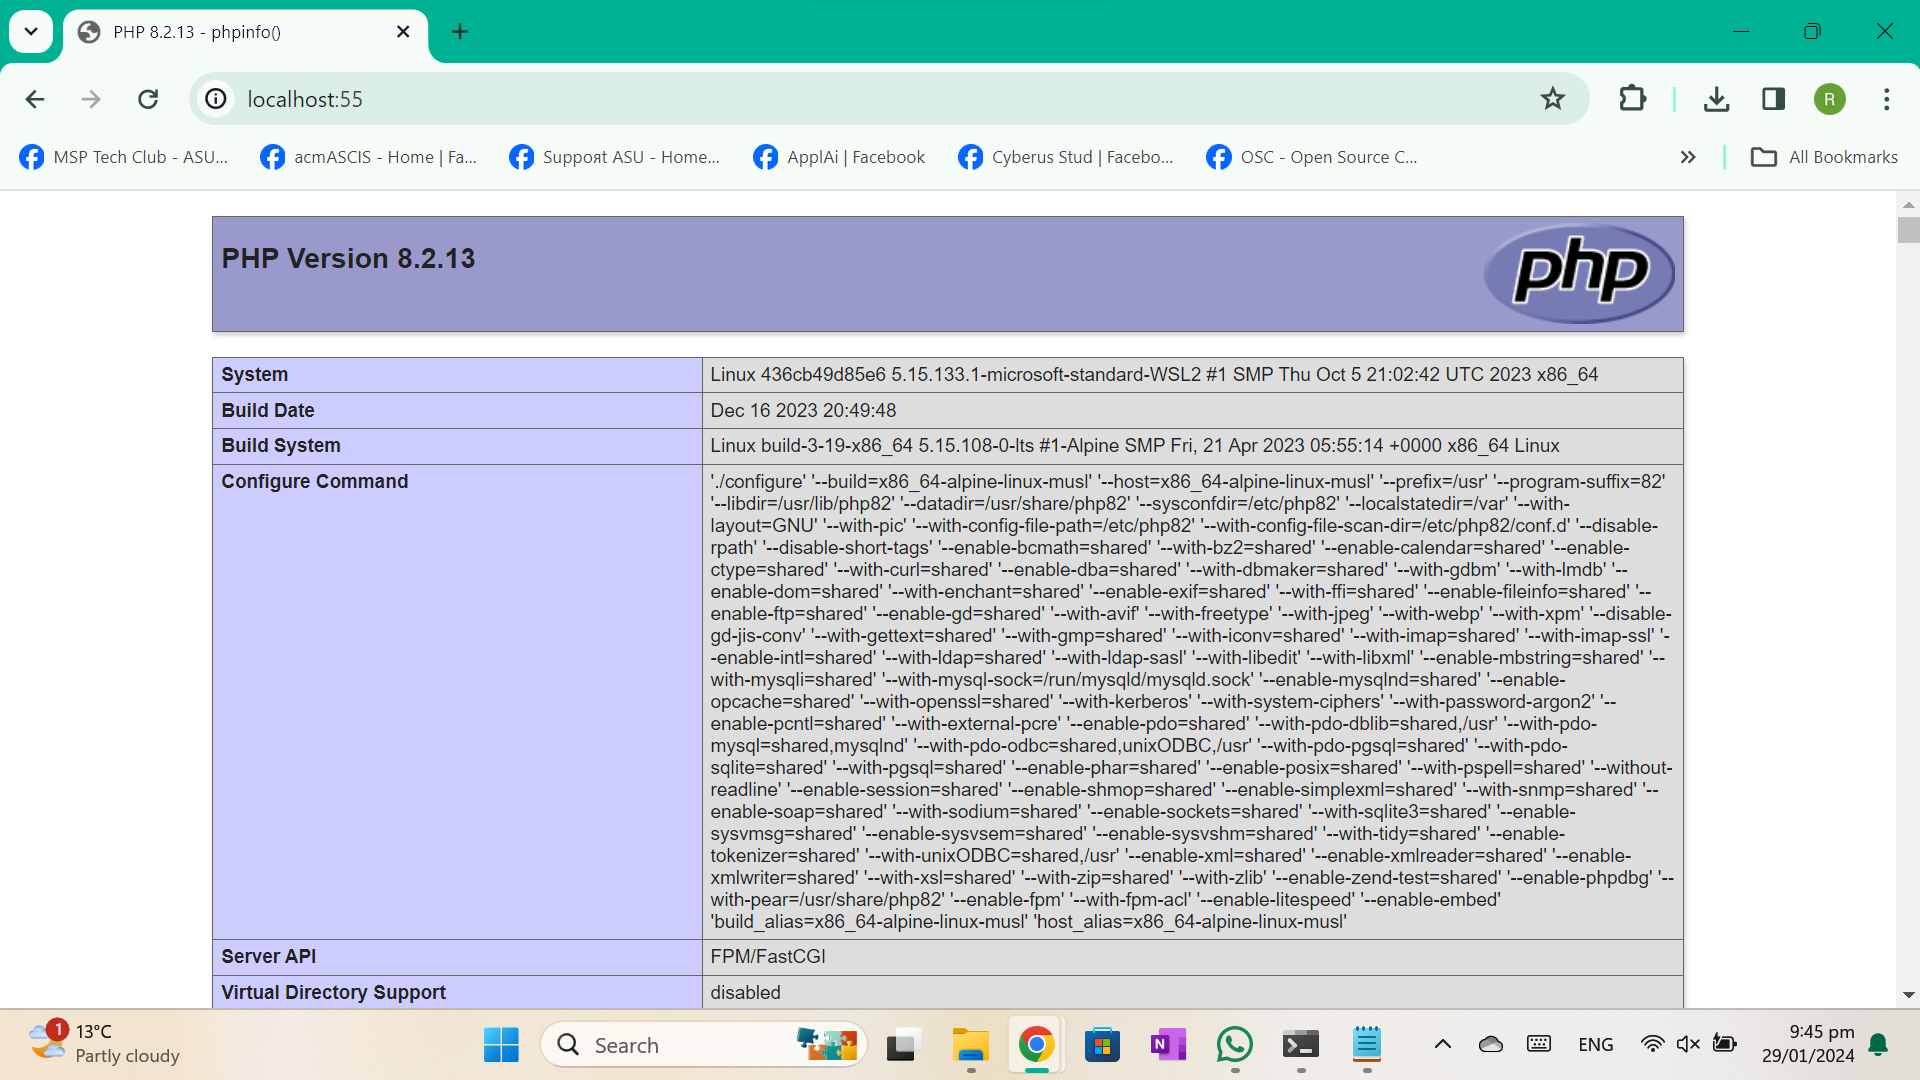 PHP 8.2.13 - phpinfo()
localhost:55
R
MSP Tech Club - ASU...
acmASCIS - Home | Fa...
Suppoяt ASU - Home...
ApplAi | Facebook
Cyberus Stud | Facebo...
OSC - Open Source C...
All Bookmarks
PHP Version 8.2.13
php
System
Linux 436cb49d85e6 5.15.133.1-microsoft-standard-WSL2 #1 SMP Thu Oct 5 21:02:42 UTC 2023 x86_64
Build Date
Dec 16 2023 20:49:48
Build System
Linux build-3-19-x86_64 5.15.108-0-lts #1-Alpine SMP Fri, 21 Apr 2023 05:55:14 +0000 x86_64 Linux
Configure Command
'./configure' '--build=x86_64-alpine-linux-musl' '--host=x86_64-alpine-linux-musl' '--prefix=/usr' '--program-suffix=82'
'--libdir=/usr/lib/php82' '--datadir=/usr/share/php82' '--sysconfdir=/etc/php82' '--localstatedir=/var' '--with-
layout=GNU' '--with-pic' '--with-config-file-path=/etc/php82' '--with-config-file-scan-dir=/etc/php82/conf.d' '--disable-
rpath' '--disable-short-tags' '--enable-bcmath=shared' '--with-bz2=shared' '--enable-calendar=shared' '--enable-
ctype=shared' '--with-curl=shared' '--enable-dba=shared' '--with-dbmaker=shared' '--with-gdbm' '--with-lmdb' '--
enable-dom=shared' '--with-enchant=shared' '--enable-exif=shared' '--with-ffi=shared' '--enable-fileinfo=shared' '--
enable-ftp=shared' '--enable-gd=shared' '--with-avif' '--with-freetype' '--with-jpeg' '--with-webp' '--with-xpm' '--disable-
gd-jis-conv' '--with-gettext=shared' '--with-gmp=shared' '--with-iconv=shared' '--with-imap=shared' '--with-imap-ssl' '-
-enable-intl=shared' '--with-ldap=shared' '--with-ldap-sasl' '--with-libedit' '--with-libxml' '--enable-mbstring=shared' '--
with-mysqli=shared' '--with-mysql-sock=/run/mysqld/mysqld.sock' '--enable-mysqlnd=shared' '--enable-
opcache=shared' '--with-openssl=shared' '--with-kerberos' '--with-system-ciphers' '--with-password-argon2' '--
enable-pcntl=shared' '--with-external-pcre' '--enable-pdo=shared' '--with-pdo-dblib=shared,/usr' '--with-pdo-
mysql=shared,mysqlnd' '--with-pdo-odbc=shared,unixODBC,/usr' '--with-pdo-pgsql=shared' '--with-pdo-
sqlite=shared' '--with-pgsql=shared' '--enable-phar=shared' '--enable-posix=shared' '--with-pspell=shared' '--without-
readline' '--enable-session=shared' '--enable-shmop=shared' '--enable-simplexml=shared' '--with-snmp=shared' '--
enable-soap=shared' '--with-sodium=shared' '--enable-sockets=shared' '--with-sqlite3=shared' '--enable-
sysvmsg=shared' '--enable-sysvsem=shared' '--enable-sysvshm=shared' '--with-tidy=shared' '--enable-
tokenizer=shared' '--with-unixODBC=shared,/usr' '--enable-xml=shared' '--enable-xmlreader=shared' '--enable-
xmlwriter=shared' '--with-xsl=shared' '--with-zip=shared' '--with-zlib' '--enable-zend-test=shared' '--enable-phpdbg' '--
with-pear=/usr/share/php82' '--enable-fpm' '--with-fpm-acl' '--enable-litespeed' '--enable-embed'
'build_alias=x86_64-alpine-linux-musl' 'host_alias=x86_64-alpine-linux-musl'
Server API
FPM/FastCGI
Virtual Directory Support
disabled
1
13°C
Partly cloudy
Search
N
ENG
9:45 pm
29/01/2024